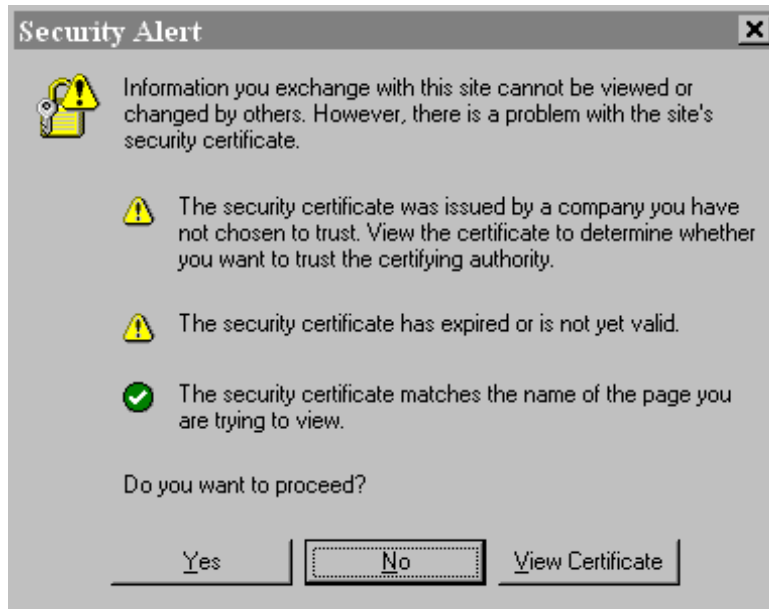 Security Alert
Information you exchange with this site cannot be viewed or
changed by others. However, there is a problem with the site's
security certificate.
The security certificate was issued by a company you have
not chosen to trust. View the certificate to determine whether
you want to trust the certifying authority.
The security certificate has expired or is not yet valid.
The security certificate matches the name of the page you
are trying to view.
Do you want to proceed?
Yes No View Certificate